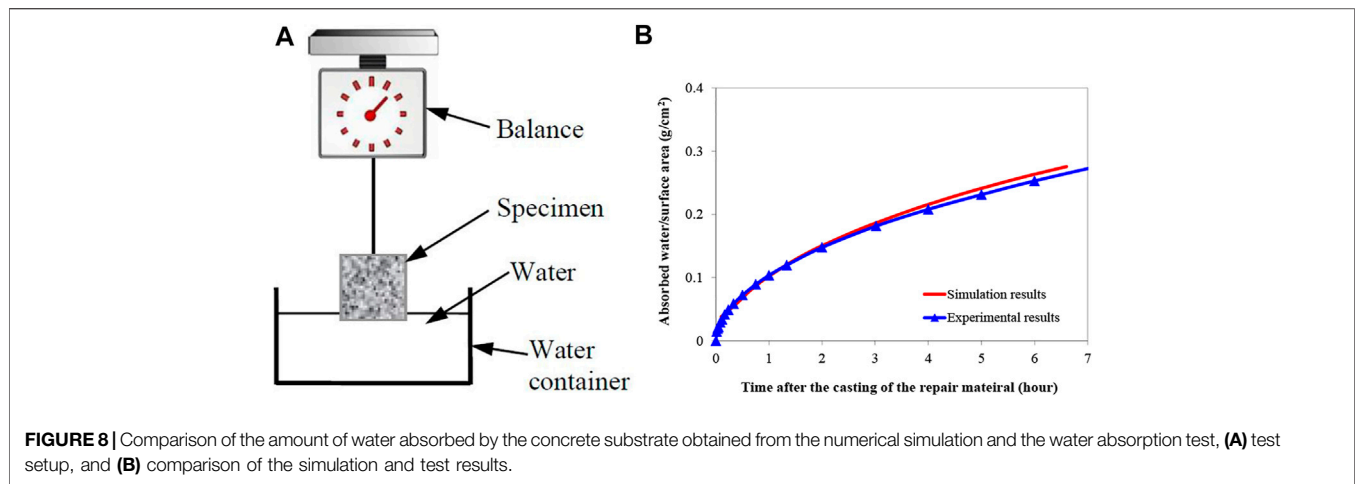 A
Balance
Specimen
Water
Water
container
B
Absorbed water/surface area (g/cm²)
0.4
0.3
0.2
0.1
0
Simulation results
Experimental results
0 1 2 3 4 5 6 7
Time after the casting of the repair mateiral (hour)
FIGURE 8 | Comparison of the amount of water absorbed by the concrete substrate obtained from the numerical simulation and the water absorption test, (A) test
setup, and (B) comparison of the simulation and test results.